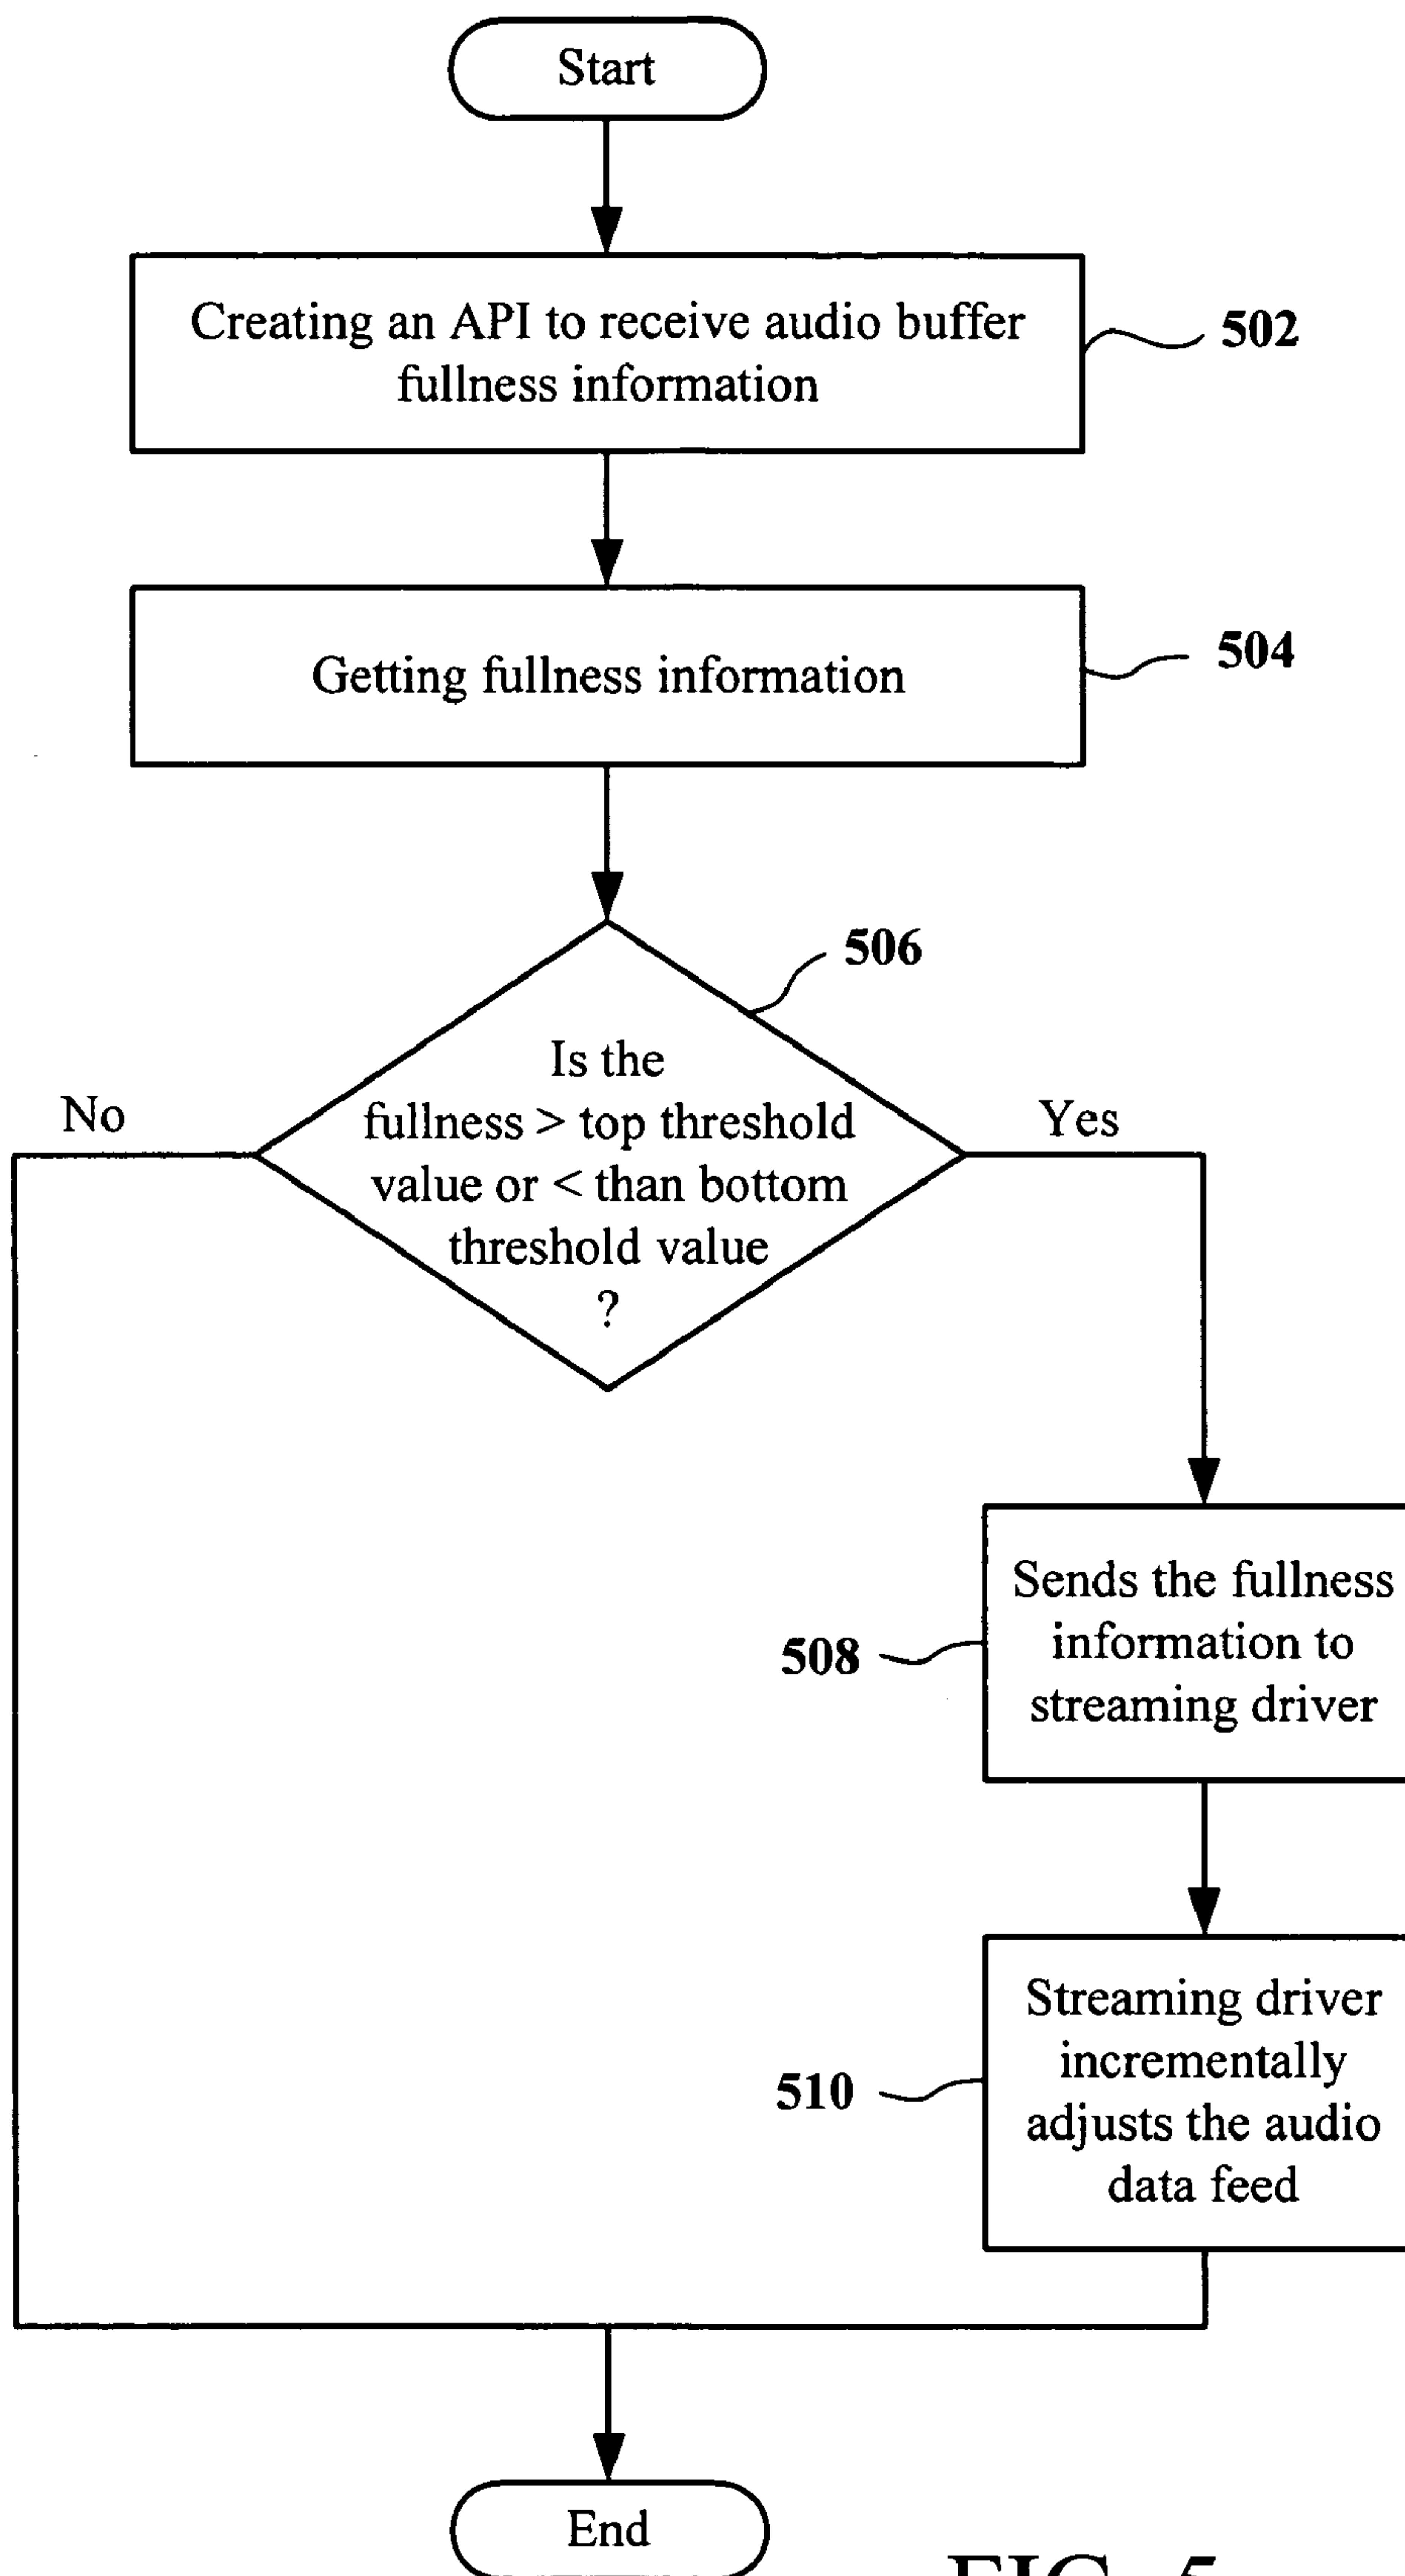 Start
Creating an API to receive audio buffer
fullness information
502
Getting fullness information
504
506
Is the
fullness > top threshold
value or < than bottom
threshold value
?
No
Yes
Sends the fullness
information to
streaming driver
508
Streaming driver
incrementally
adjusts the audio
data feed
510
End
FIG. 5